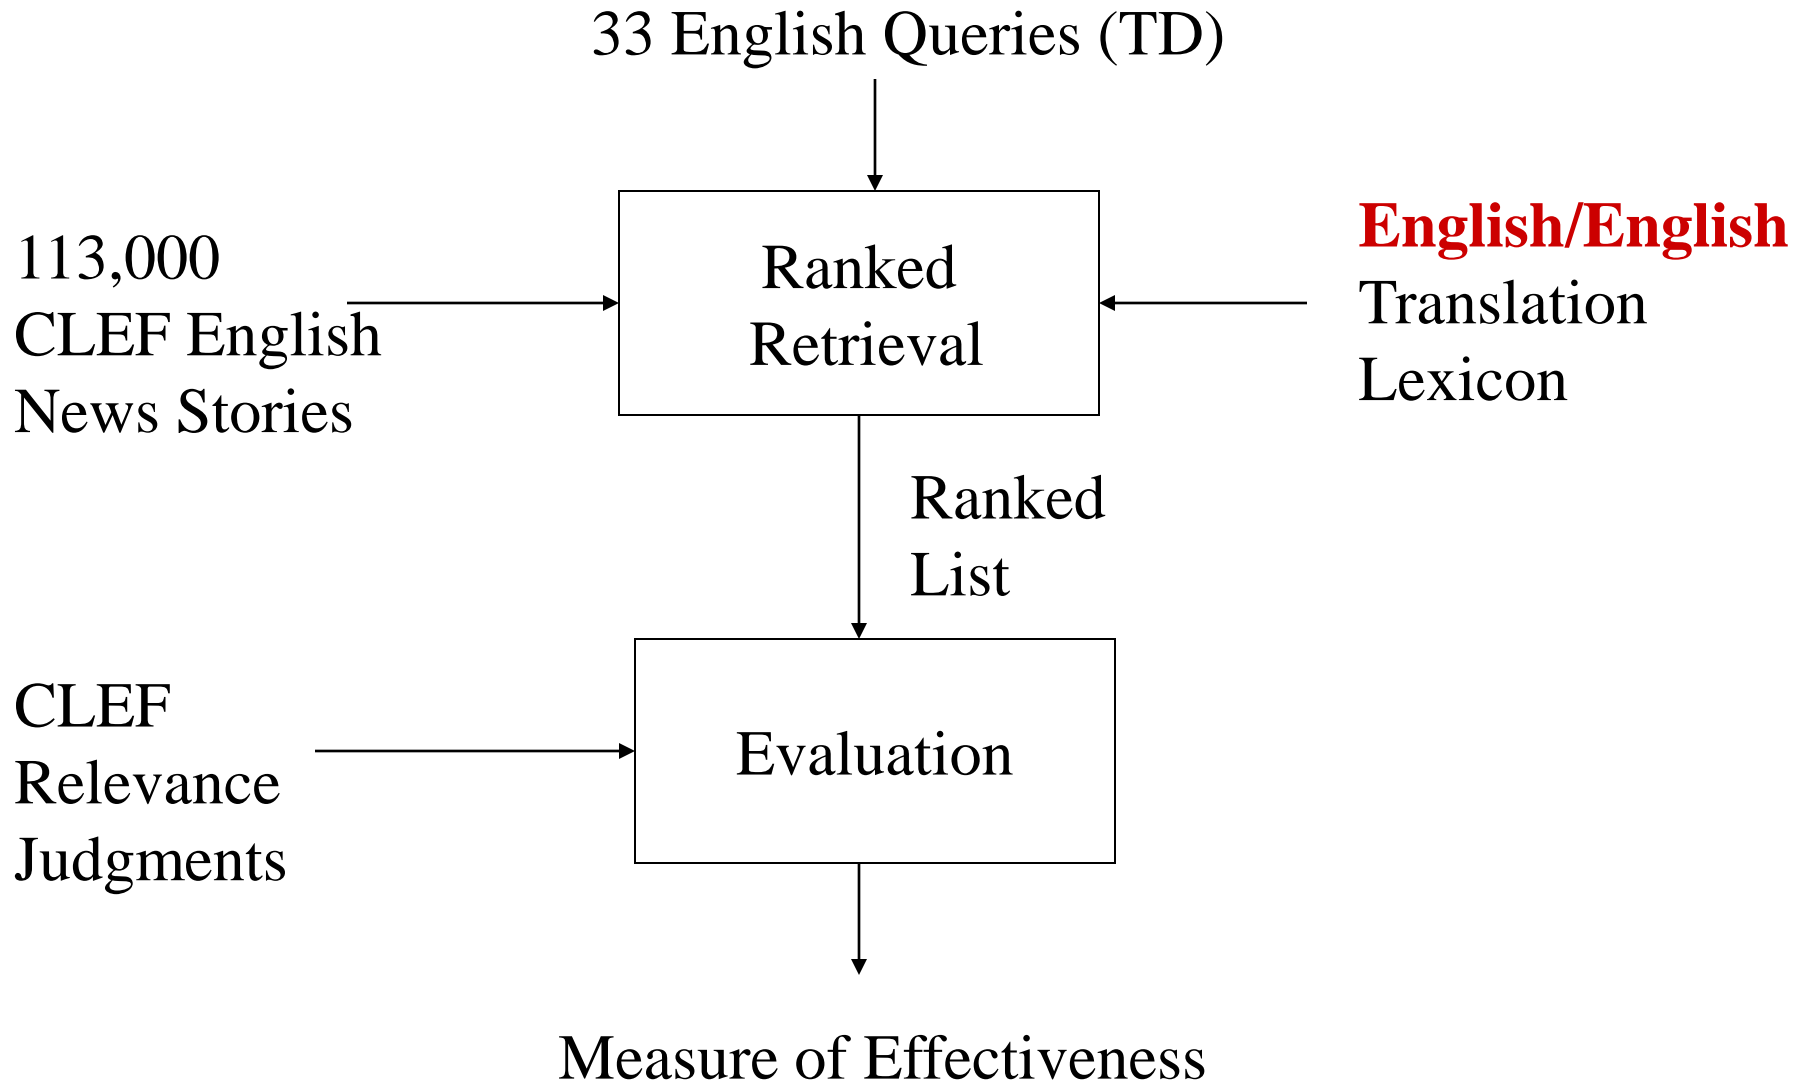 33 English Queries (TD)
113,000
CLEF English
News Stories
Ranked
Retrieval
English/English
Translation
Lexicon
Ranked
List
CLEF
Relevance
Judgments
Evaluation
Measure of Effectiveness